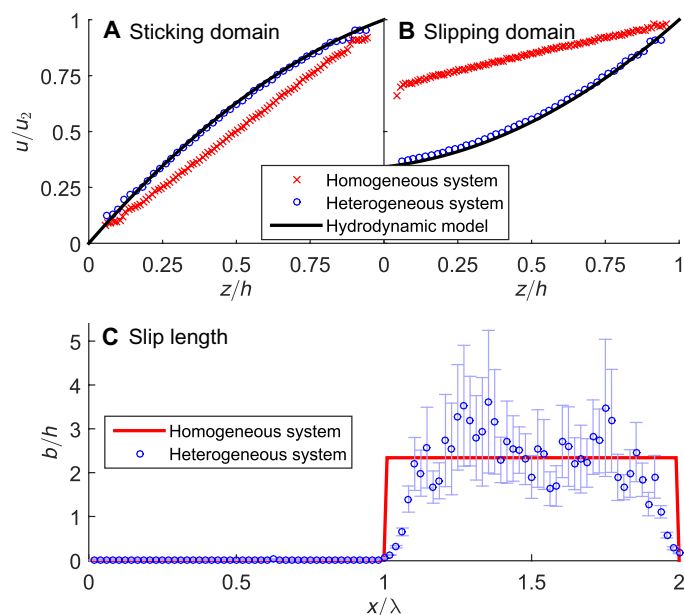 A Sticking domain
B Slipping domain
u/u₂
1
0.75
0.5
0.25
0
Homogeneous system
Heterogeneous system
Hydrodynamic model
0 0.25 0.5 0.75 0 0.25 0.5 0.75 1
z/h z/h
C Slip length
b/h
5
4
3
2
1
0
Homogeneous system
Heterogeneous system
0 0.5 1 1.5 2
x/λ